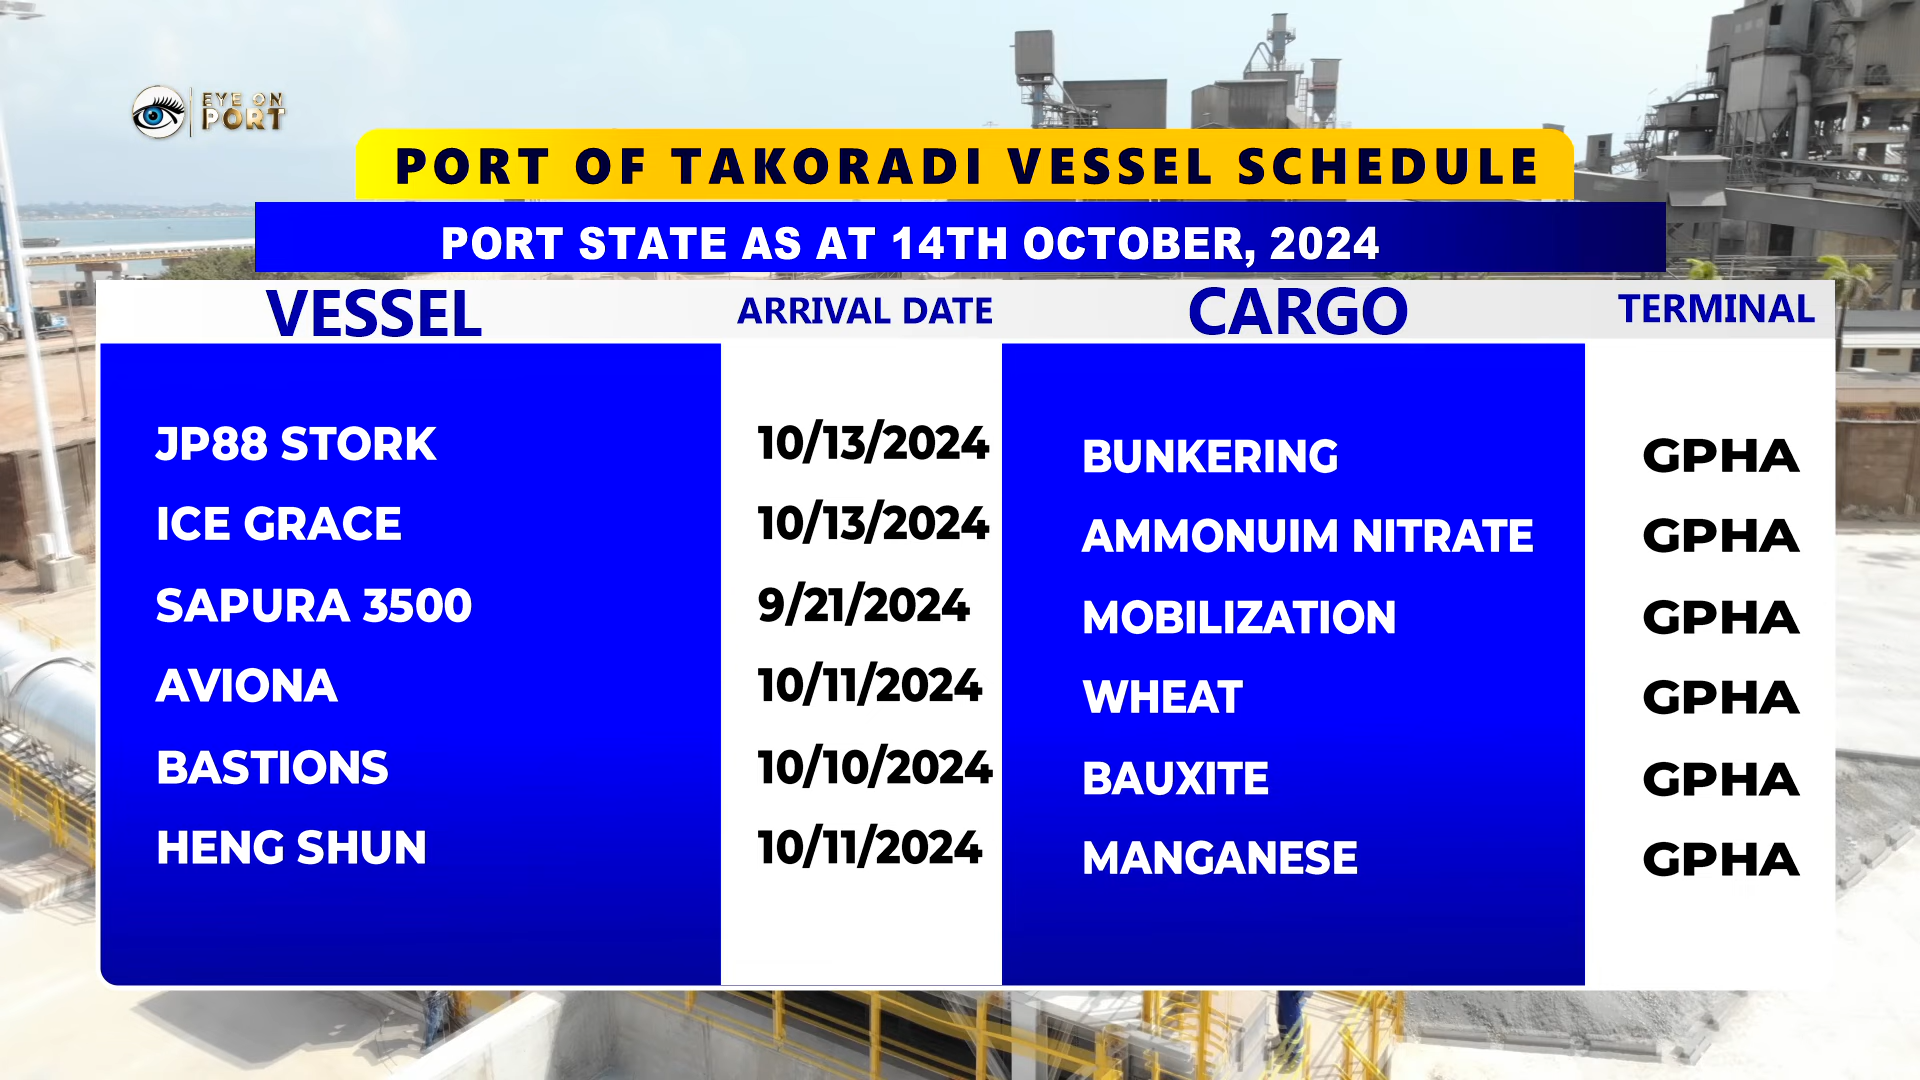 EYE ON
PORT
PORT OF TAKORADI VESSEL SCHEDULE
PORT STATE AS AT 14TH OCTOBER, 2024
VESSEL ARRIVAL DATE CARGO TERMINAL
JP88 STORK 10/13/2024 BUNKERING GPHA
ICE GRACE 10/13/2024 AMMONUIM NITRATE GPHA
SAPURA 3500 9/21/2024 MOBILIZATION GPHA
AVIONA 10/11/2024 WHEAT GPHA
BASTIONS 10/10/2024 BAUXITE GPHA
HENG SHUN 10/11/2024 MANGANESE GPHA